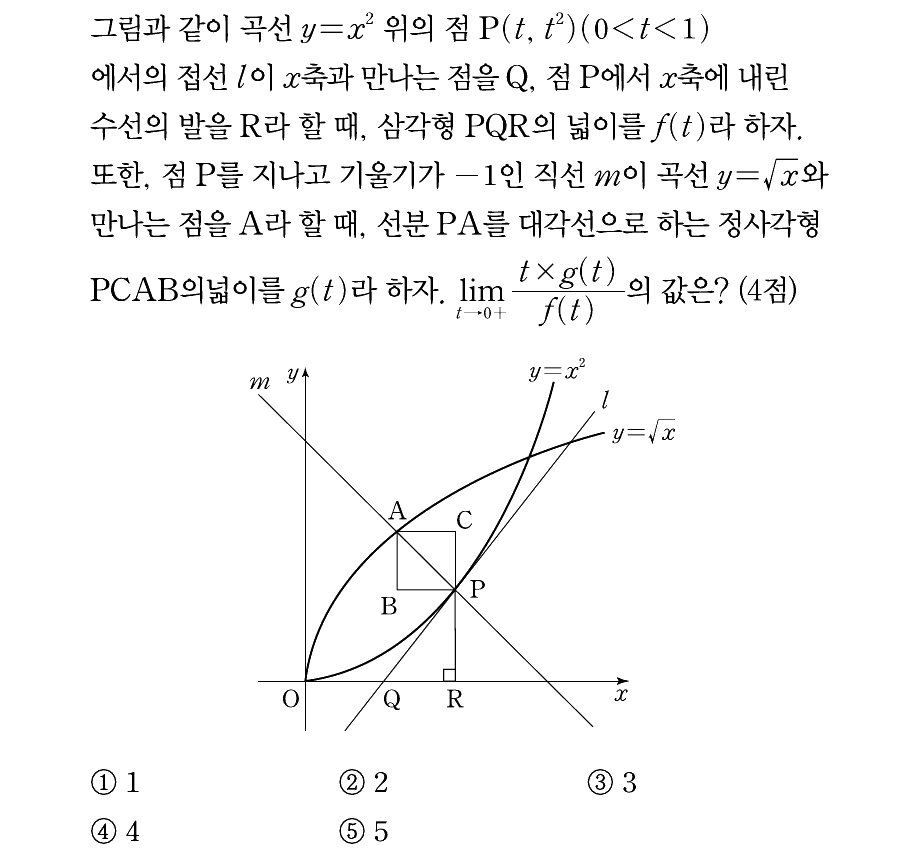 그림과 같이 곡선 y=x² 위의 점 P(t, t²)(0<t<1)
에서의 접선 l이 x축과 만나는 점을 Q, 점 P에서 x축에 내린
수선의 발을 R라 할 때, 삼각형 PQR의 넓이를 f(t)라 하자.
또한, 점 P를 지나고 기울기가 −1인 직선 m이 곡선 y=√x와
만나는 점을 A라 할 때, 선분 PA를 대각선으로 하는 정사각형
PCAB의넓이를 g(t)라 하자. lim_{t→0+} (t×g(t))/(f(t))의 값은? (4점)
m y y=x²
l
y=√x
A C
B P
O Q R x
① 1 ② 2 ③ 3
④ 4 ⑤ 5